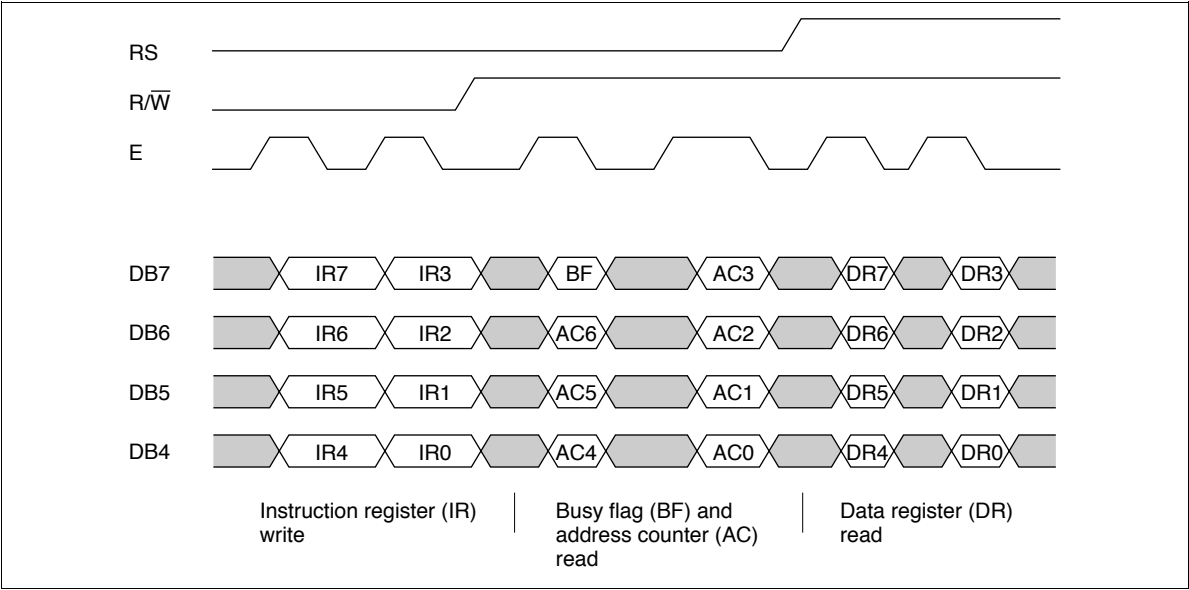 RS
R/W̅
E
DB7 IR7 IR3 BF AC3 DR7 DR3
DB6 IR6 IR2 AC6 AC2 DR6 DR2
DB5 IR5 IR1 AC5 AC1 DR5 DR1
DB4 IR4 IR0 AC4 AC0 DR4 DR0
Instruction register (IR)
write
Busy flag (BF) and
address counter (AC)
read
Data register (DR)
read